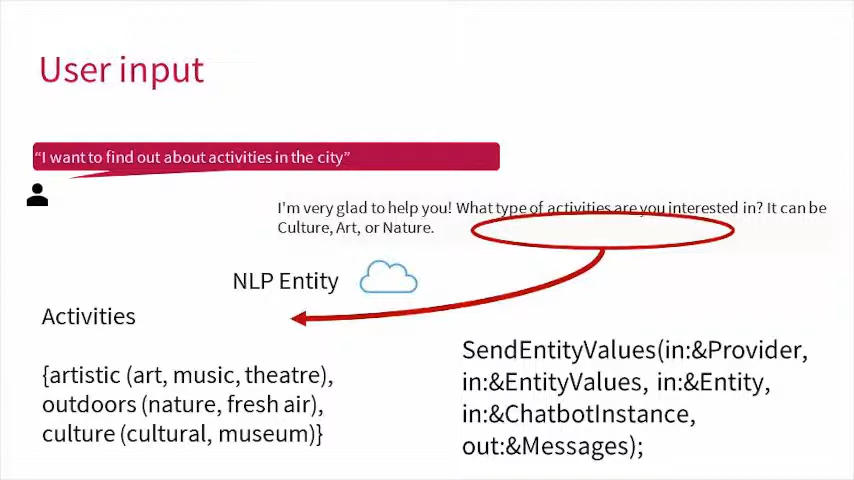 User input
“I want to find out about activities in the city”
I'm very glad to help you! What type of activities are you interested in? It can be
Culture, Art, or Nature.
NLP Entity
Activities
{artistic (art, music, theatre),
outdoors (nature, fresh air),
culture (cultural, museum)}
SendEntityValues(in:&Provider,
in:&EntityValues, in:&Entity,
in:&ChatbotInstance,
out:&Messages);